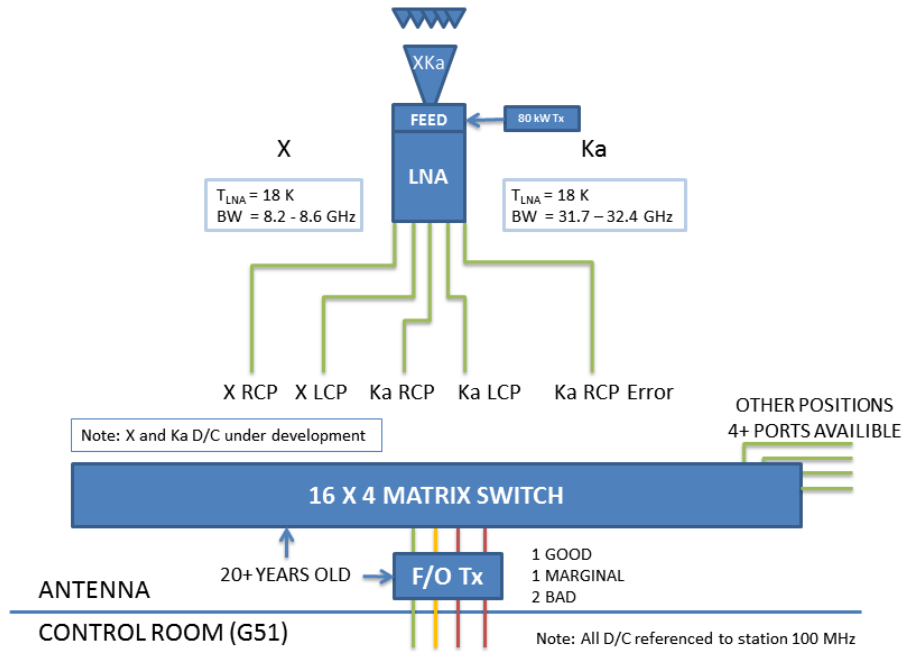 XKa
FEED
80 kW Tx
X
Ka
LNA
T_LNA = 18 K
BW = 8.2 - 8.6 GHz
T_LNA = 18 K
BW = 31.7 – 32.4 GHz
X RCP X LCP Ka RCP Ka LCP Ka RCP Error
OTHER POSITIONS
4+ PORTS AVAILIBLE
Note: X and Ka D/C under development
16 X 4 MATRIX SWITCH
20+ YEARS OLD
F/O Tx
1 GOOD
1 MARGINAL
2 BAD
ANTENNA
CONTROL ROOM (G51)
Note: All D/C referenced to station 100 MHz